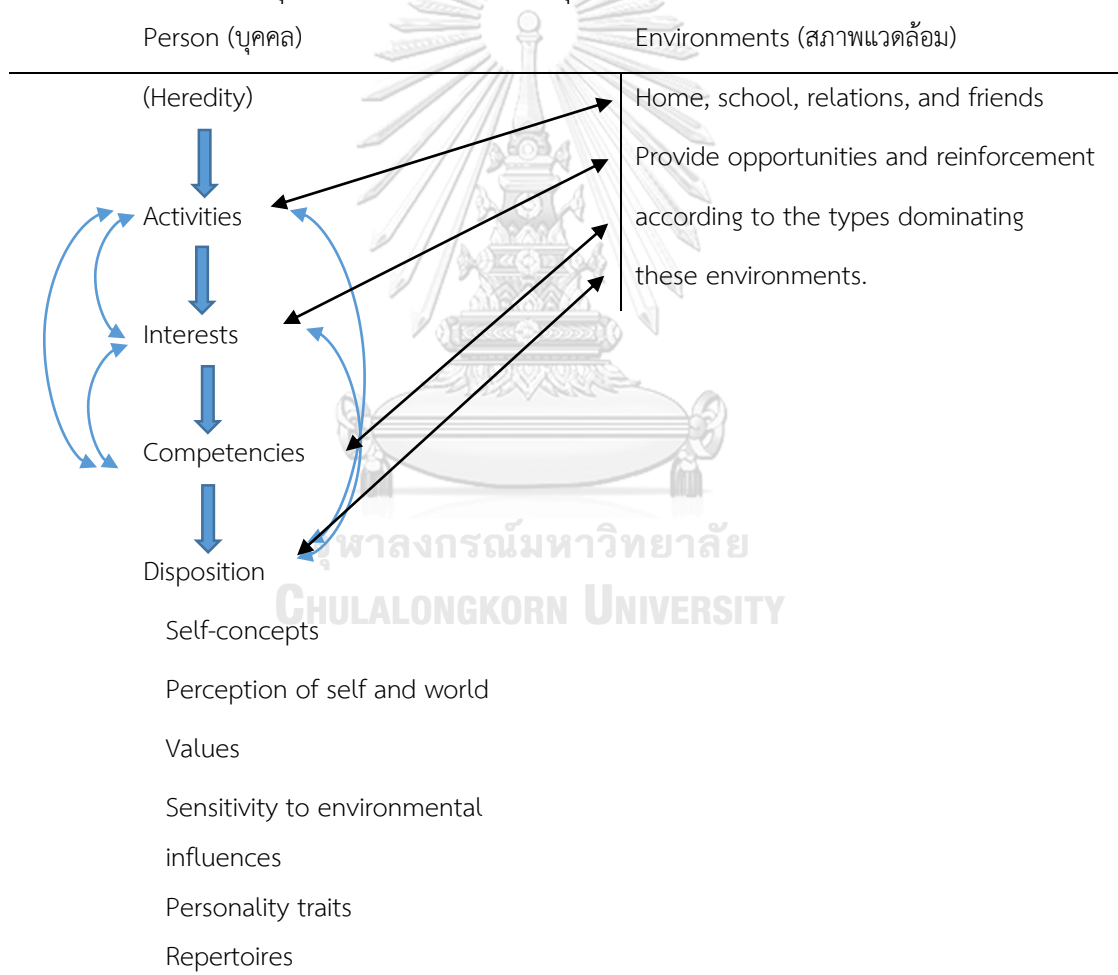 Person (บุคคล)
Environments (สภาพแวดล้อม)
(Heredity)
Home, school, relations, and friends
Provide opportunities and reinforcement
Activities
according to the types dominating
these environments.
Interests
Competencies
จุฬาลงกรณ์มหาวิทยาลัย
Disposition
CHULALONGKORN UNIVERSITY
Self-concepts
Perception of self and world
Values
Sensitivity to environmental
influences
Personality traits
Repertoires